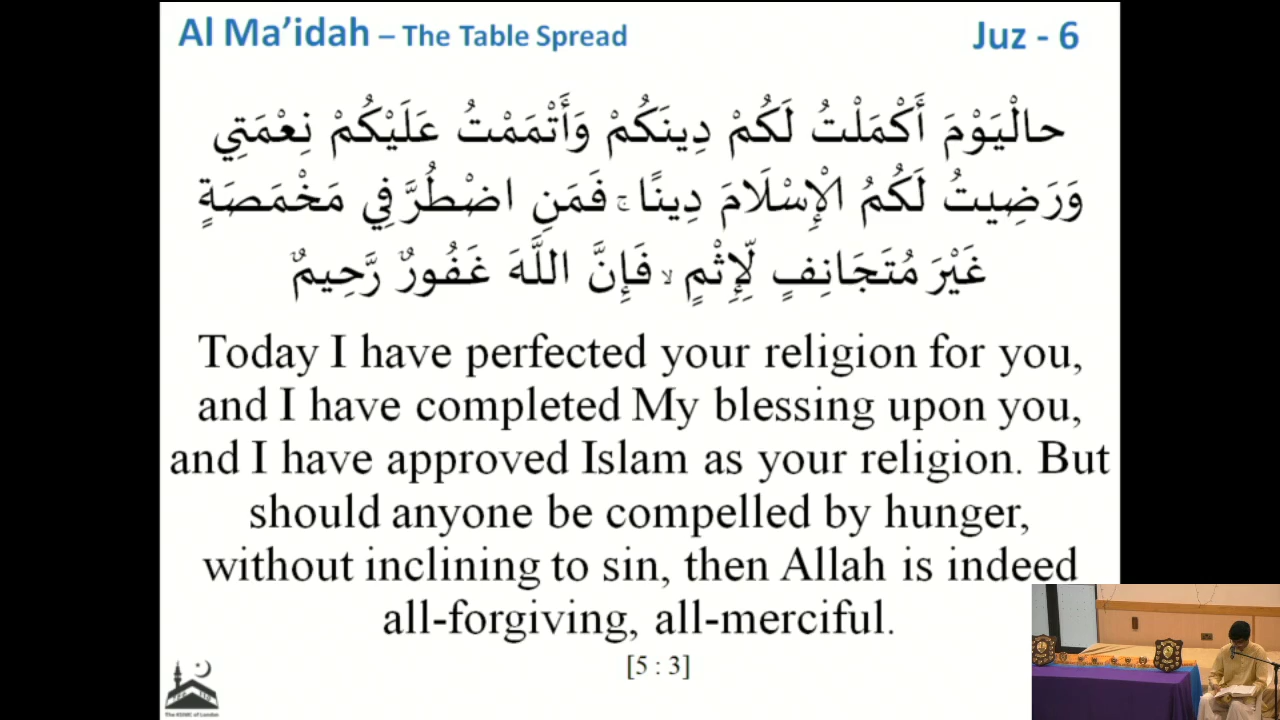 Al Ma’idah – The Table Spread
Juz - 6
حالْيَوْمَ أَكْمَلْتُ لَكُمْ دِينَكُمْ وَأَتْمَمْتُ عَلَيْكُمْ نِعْمَتِي
وَرَضِيتُ لَكُمُ الْإِسْلَامَ دِينًا ۚ فَمَنِ اضْطُرَّ فِي مَخْمَصَةٍ
غَيْرَ مُتَجَانِفٍ لِّإِثْمٍ ۙ فَإِنَّ اللَّهَ غَفُورٌ رَّحِيمٌ
Today I have perfected your religion for you,
and I have completed My blessing upon you,
and I have approved Islam as your religion. But
should anyone be compelled by hunger,
without inclining to sin, then Allah is indeed
all-forgiving, all-merciful.
[5 : 3]